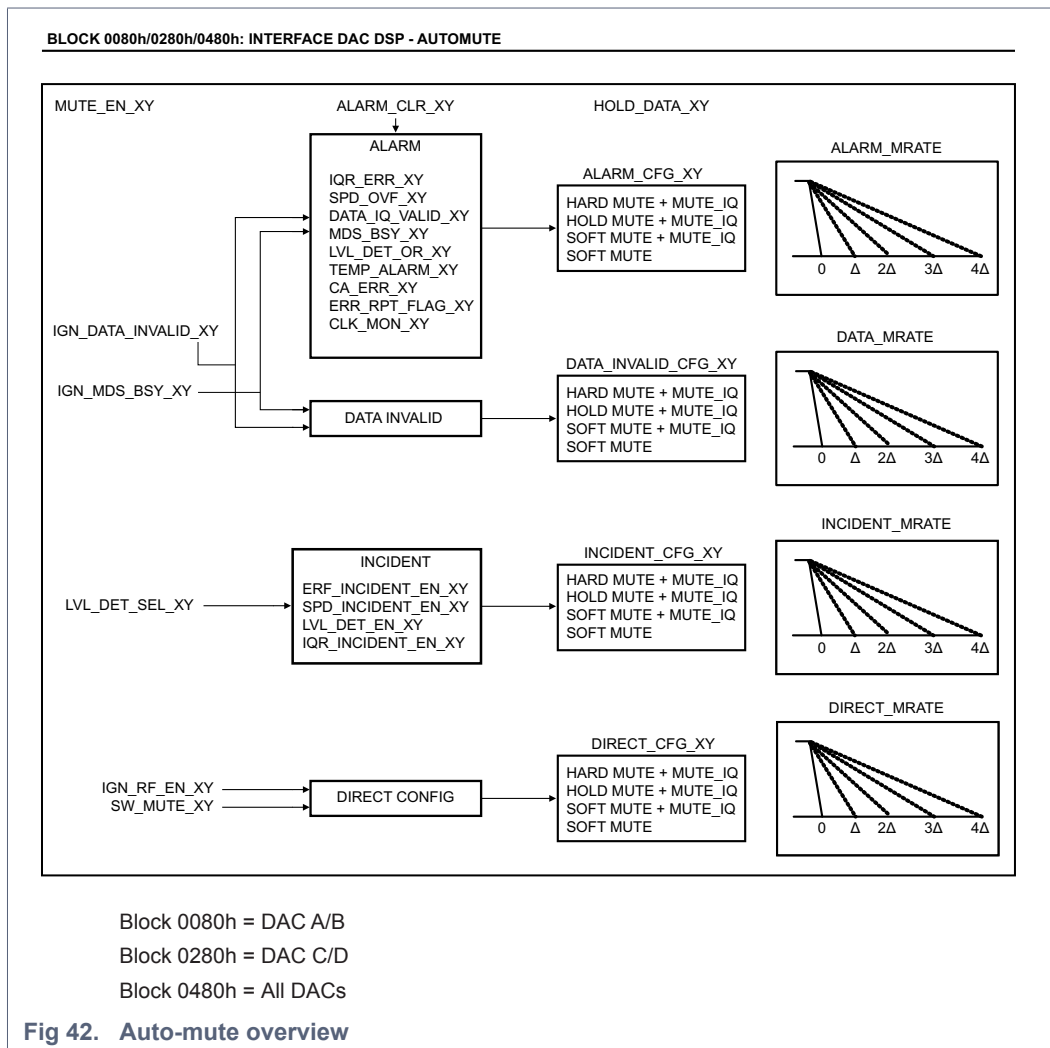 BLOCK 0080h/0280h/0480h: INTERFACE DAC DSP - AUTOMUTE
MUTE_EN_XY
ALARM_CLR_XY
HOLD_DATA_XY
ALARM
IQR_ERR_XY
SPD_OVF_XY
DATA_IQ_VALID_XY
MDS_BSY_XY
LVL_DET_OR_XY
TEMP_ALARM_XY
CA_ERR_XY
ERR_RPT_FLAG_XY
CLK_MON_XY
ALARM_CFG_XY
HARD MUTE + MUTE_IQ
HOLD MUTE + MUTE_IQ
SOFT MUTE + MUTE_IQ
SOFT MUTE
ALARM_MRATE
0 Δ 2Δ 3Δ 4Δ
IGN_DATA_INVALID_XY
IGN_MDS_BSY_XY
DATA INVALID
DATA_INVALID_CFG_XY
HARD MUTE + MUTE_IQ
HOLD MUTE + MUTE_IQ
SOFT MUTE + MUTE_IQ
SOFT MUTE
DATA_MRATE
0 Δ 2Δ 3Δ 4Δ
LVL_DET_SEL_XY
INCIDENT
ERF_INCIDENT_EN_XY
SPD_INCIDENT_EN_XY
LVL_DET_EN_XY
IQR_INCIDENT_EN_XY
INCIDENT_CFG_XY
HARD MUTE + MUTE_IQ
HOLD MUTE + MUTE_IQ
SOFT MUTE + MUTE_IQ
SOFT MUTE
INCIDENT_MRATE
0 Δ 2Δ 3Δ 4Δ
IGN_RF_EN_XY
SW_MUTE_XY
DIRECT CONFIG
DIRECT_CFG_XY
HARD MUTE + MUTE_IQ
HOLD MUTE + MUTE_IQ
SOFT MUTE + MUTE_IQ
SOFT MUTE
DIRECT_MRATE
0 Δ 2Δ 3Δ 4Δ
Block 0080h = DAC A/B
Block 0280h = DAC C/D
Block 0480h = All DACs
Fig 42. Auto-mute overview